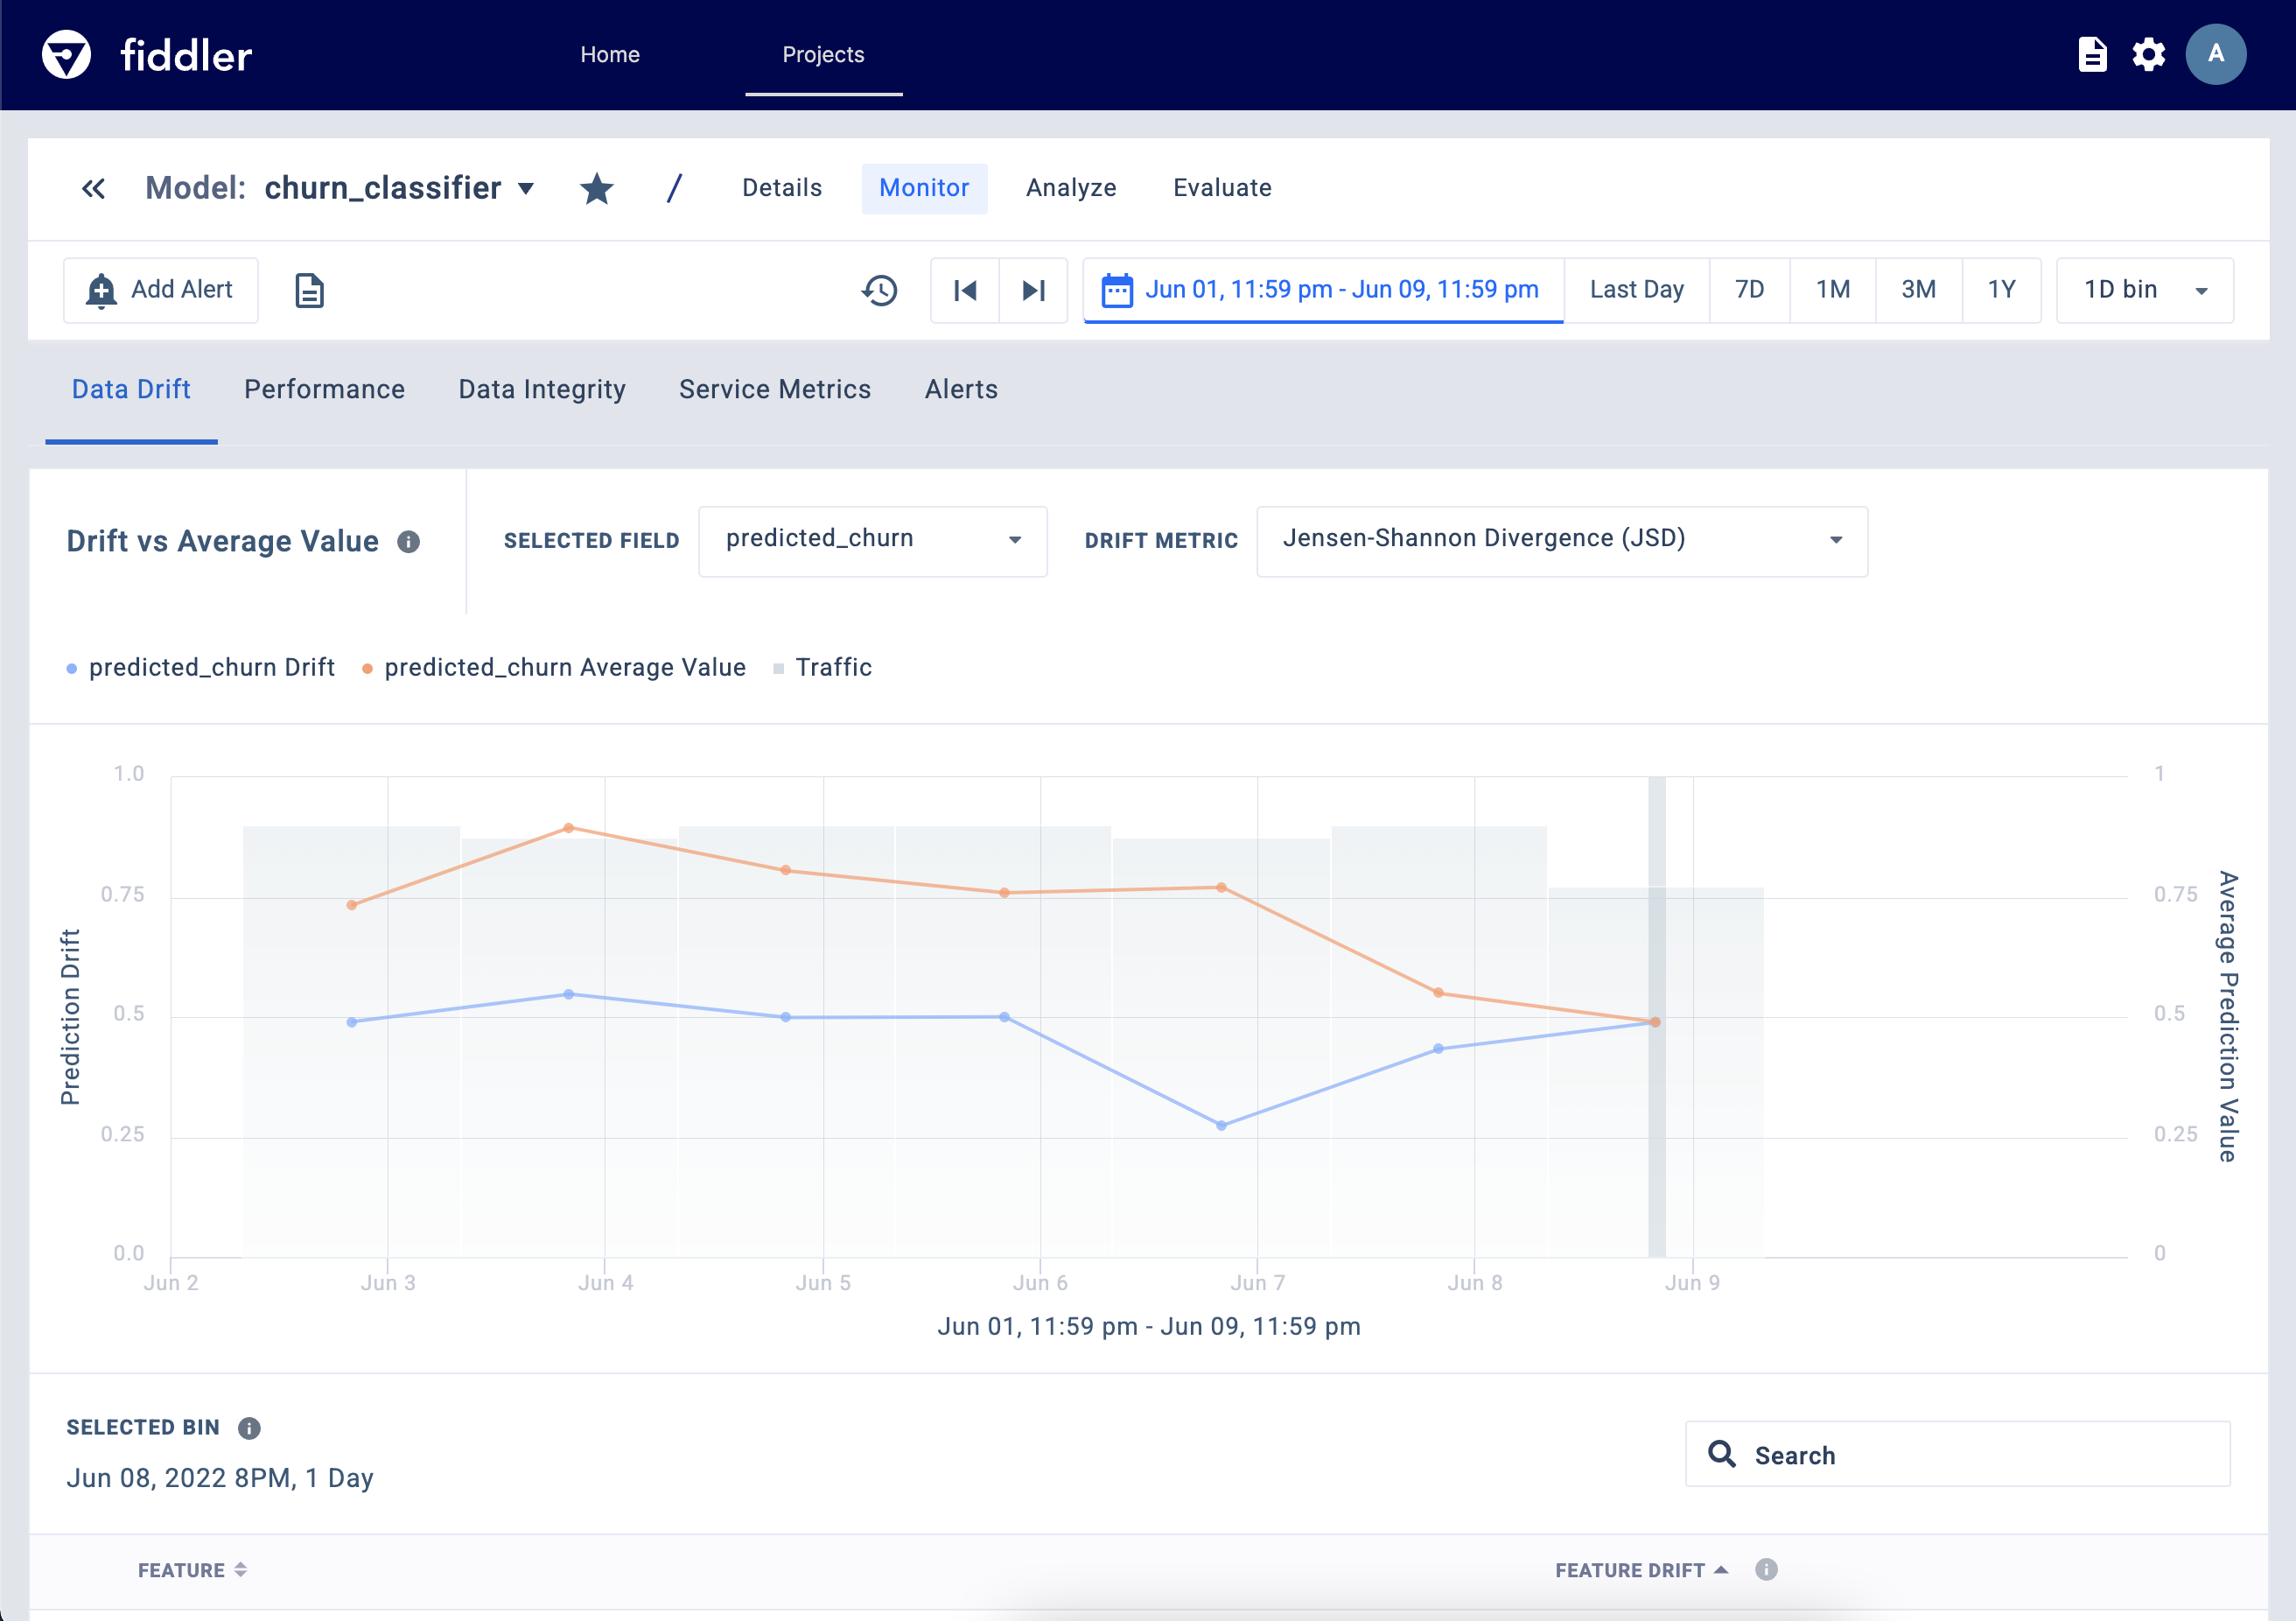 fiddler
Home
Projects
A
Model: churn_classifier
/
Details
Monitor
Analyze
Evaluate
Add Alert
Jun 01, 11:59 pm - Jun 09, 11:59 pm
Last Day
7D
1M
3M
1Y
1D bin
Data Drift
Performance
Data Integrity
Service Metrics
Alerts
Drift vs Average Value
SELECTED FIELD
predicted_churn
DRIFT METRIC
Jensen-Shannon Divergence (JSD)
predicted_churn Drift
predicted_churn Average Value
Traffic
Prediction Drift
1.0
0.75
0.5
0.25
0.0
1
0.75
0.5
0.25
0
Average Prediction Value
Jun 2
Jun 3
Jun 4
Jun 5
Jun 6
Jun 7
Jun 8
Jun 9
Jun 01, 11:59 pm - Jun 09, 11:59 pm
SELECTED BIN
Jun 08, 2022 8PM, 1 Day
Search
FEATURE
FEATURE DRIFT